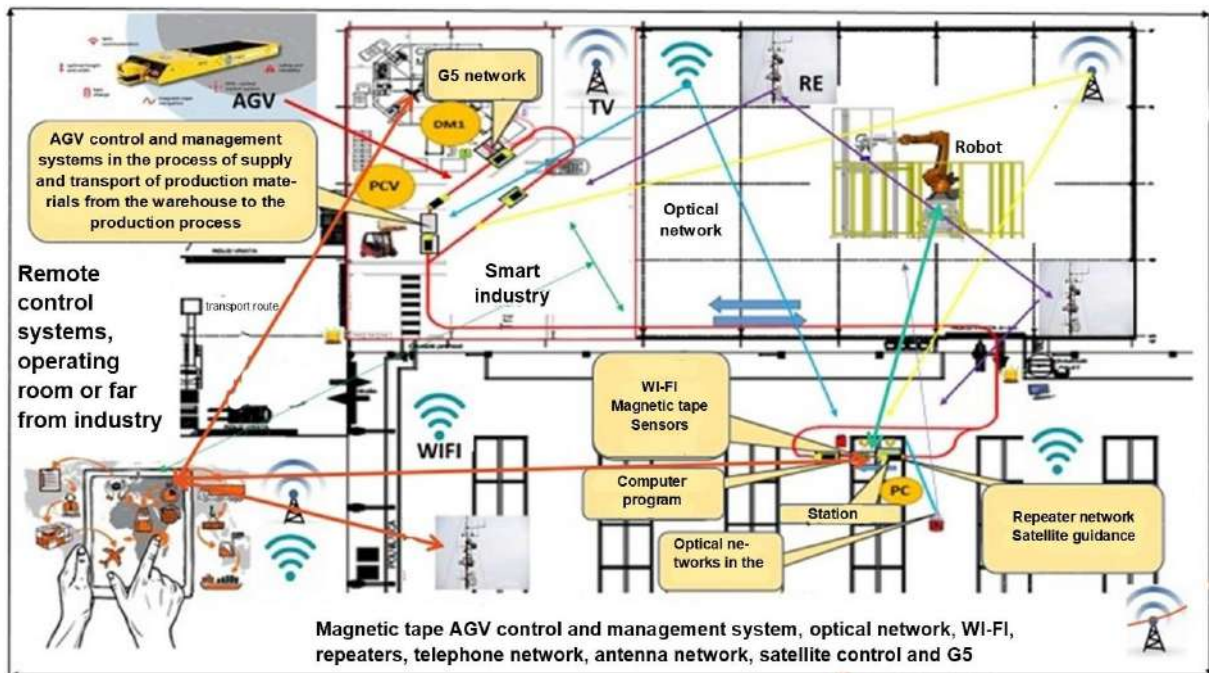 AGV
G5 network
TV
RE
DM1
PCV
Robot
AGV control and management
systems in the process of supply
and transport of production mate-
rials from the warehouse to the
production process
Optical
network
Smart
industry
Remote
control
systems,
operating
room or far
from industry
transport route
WI-FI
Magnetic tape
Sensors
WIFI
Computer
program
Station
PC
Repeater network
Satellite guidance
Optical ne-
tworks in the
Magnetic tape AGV control and management system, optical network, WI-FI,
repeaters, telephone network, antenna network, satellite control and G5